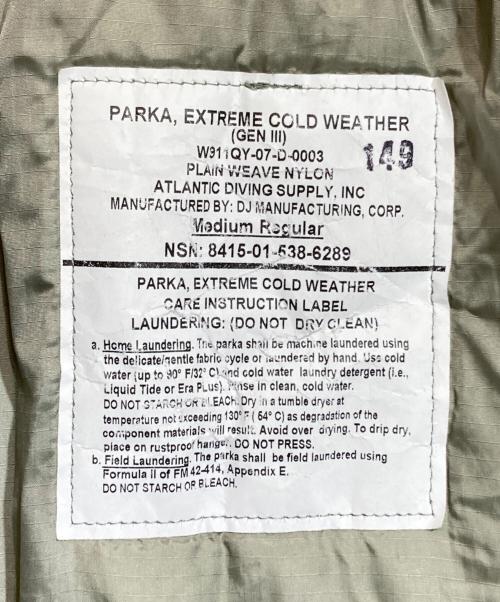 PARKA, EXTREME COLD WEATHER
(GEN III)
W911QY-07-D-0003
149
PLAIN WEAVE NYLON
ATLANTIC DIVING SUPPLY, INC
MANUFACTURED BY: DJ MANUFACTURING, CORP.
Medium Regular
NSN: 8415-01-538-6289
PARKA, EXTREME COLD WEATHER
CARE INSTRUCTION LABEL
LAUNDERING: (DO NOT DRY CLEAN)
a. Home Laundering. The parka shall be machine laundered using
the delicate/gentle fabric cycle or laundered by hand. Use cold
water (up to 90° F/32° C) and cold water laundry detergent (i.e.,
Liquid Tide or Era Plus). Rinse in clean, cold water.
DO NOT STARCH OR BLEACH. Dry in a tumble dryer at
temperature not exceeding 130° F ( 54° C) as degradation of the
component materials will result. Avoid over drying. To drip dry,
place on rustproof hanger. DO NOT PRESS.
b. Field Laundering. The parka shall be field laundered using
Formula II of FM 42-414, Appendix E.
DO NOT STARCH OR BLEACH.